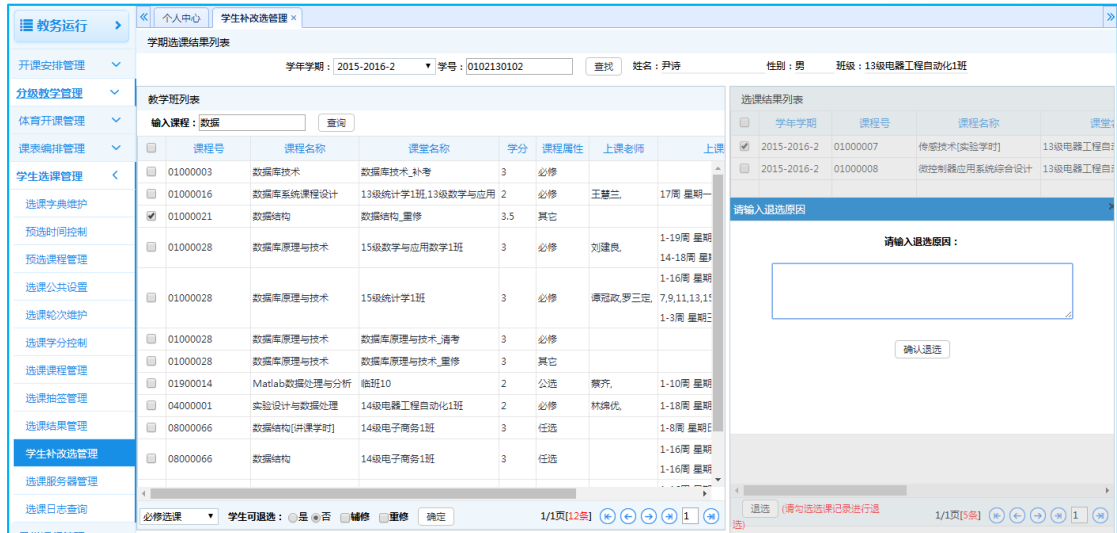 教务运行
开课安排管理
分级教学管理
体育开课管理
课表编排管理
学生选课管理
选课字典维护
预选时间控制
预选课程管理
选课公共设置
选课轮次维护
选课学分控制
选课课程管理
选课抽签管理
选课结果管理
学生补改选管理
选课服务器管理
选课日志查询
个人中心 学生补改选管理 ×
学期选课结果列表
学年学期： 2015-2016-2 学号：0102130102 查找 姓名：尹诗 性别：男 班级：13级电器工程自动化1班
教学班列表
输入课程：数据 查询
课程号 课程名称 课堂名称 学分 课程属性 上课老师 上课
01000003 数据库技术 数据库技术_补考 3 必修
01000016 数据库系统课程设计 13级统计学1班,13级数学与应用 2 必修 王慧兰, 17周 星期一
01000021 数据结构 数据结构_重修 3.5 其它
01000028 数据库原理与技术 15级数学与应用数学1班 3 必修 刘建良, 1-19周 星期
14-18周 星期
01000028 数据库原理与技术 15级统计学1班 3 必修 谭冠政,罗三定, 1-16周 星期
7,9,11,13,15
1-3周 星期三
01000028 数据库原理与技术 数据库原理与技术_清考 3 必修
01000028 数据库原理与技术 数据库原理与技术_重修 3 其它
01900014 Matlab数据处理与分析 临班10 2 公选 蔡齐, 1-10周 星期
04000001 实验设计与数据处理 14级电器工程自动化1班 2 必修 林绵优, 1-18周 星期
08000066 数据结构[讲课学时] 14级电子商务1班 3 任选 1-8周 星期日
08000066 数据结构 14级电子商务1班 3 任选 1-16周 星期
1-16周 星期
必修选课 学生可退选： 是 否 辅修 重修 确定 1/1页[12条] 1
选课结果列表
学年学期 课程号 课程名称 课堂名
2015-2016-2 01000007 传感技术[实验学时] 13级电器工程自动
2015-2016-2 01000008 微控制器应用系统综合设计 13级电器工程自动
请输入退选原因 ×
请输入退选原因：
确认退选
退选 (请勾选选课记录进行退
选) 1/1页[5条] 1